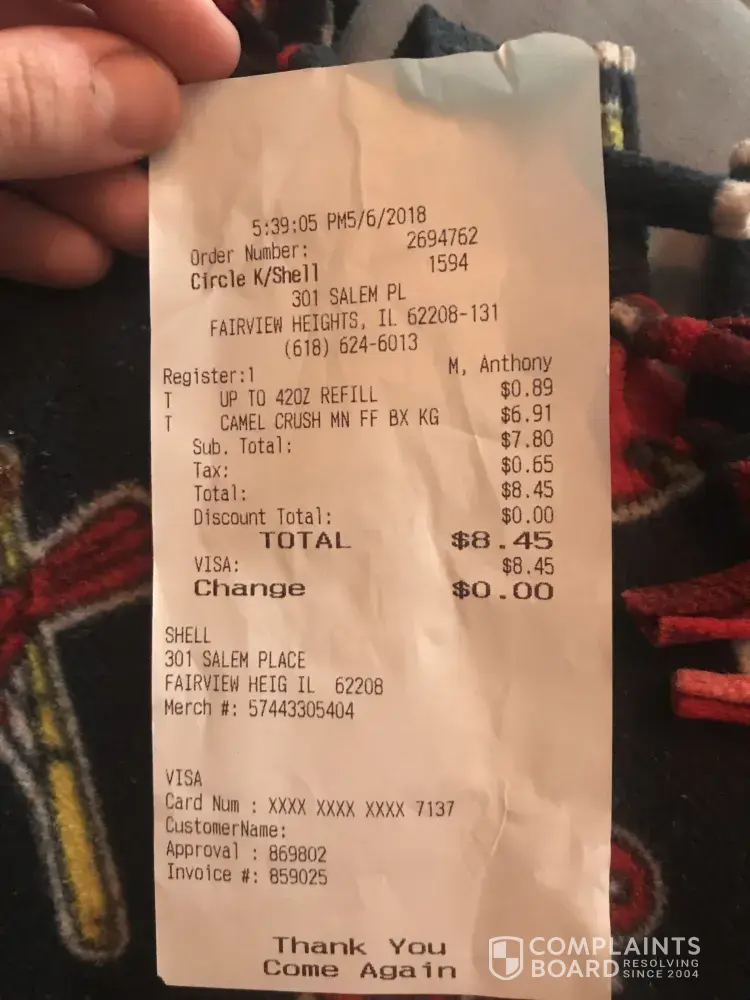 5:39:05 PM5/6/2018
Order Number: 2694762
Circle K/Shell 1594
301 SALEM PL
FAIRVIEW HEIGHTS, IL 62208-131
(618) 624-6013
Register:1 M, Anthony
T UP TO 42OZ REFILL $0.89
T CAMEL CRUSH MN FF BX KG $6.91
Sub. Total: $7.80
Tax: $0.65
Total: $8.45
Discount Total: $0.00
TOTAL $8.45
VISA: $8.45
Change $0.00
SHELL
301 SALEM PLACE
FAIRVIEW HEIG IL 62208
Merch #: 57443305404
VISA
Card Num : XXXX XXXX XXXX 7137
CustomerName:
Approval : 869802
Invoice #: 859025
Thank You
Come Again
COMPLAINTS
BOARD RESOLVING
SINCE 2004